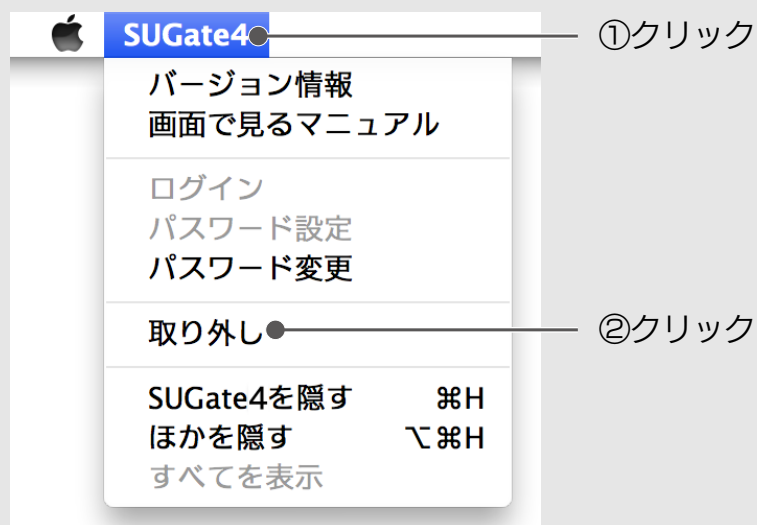 SUGate4 ①クリック
バージョン情報
画面で見るマニュアル
ログイン
パスワード設定
パスワード変更
取り外し ②クリック
SUGate4を隠す ⌘H
ほかを隠す ⌥⌘H
すべてを表示